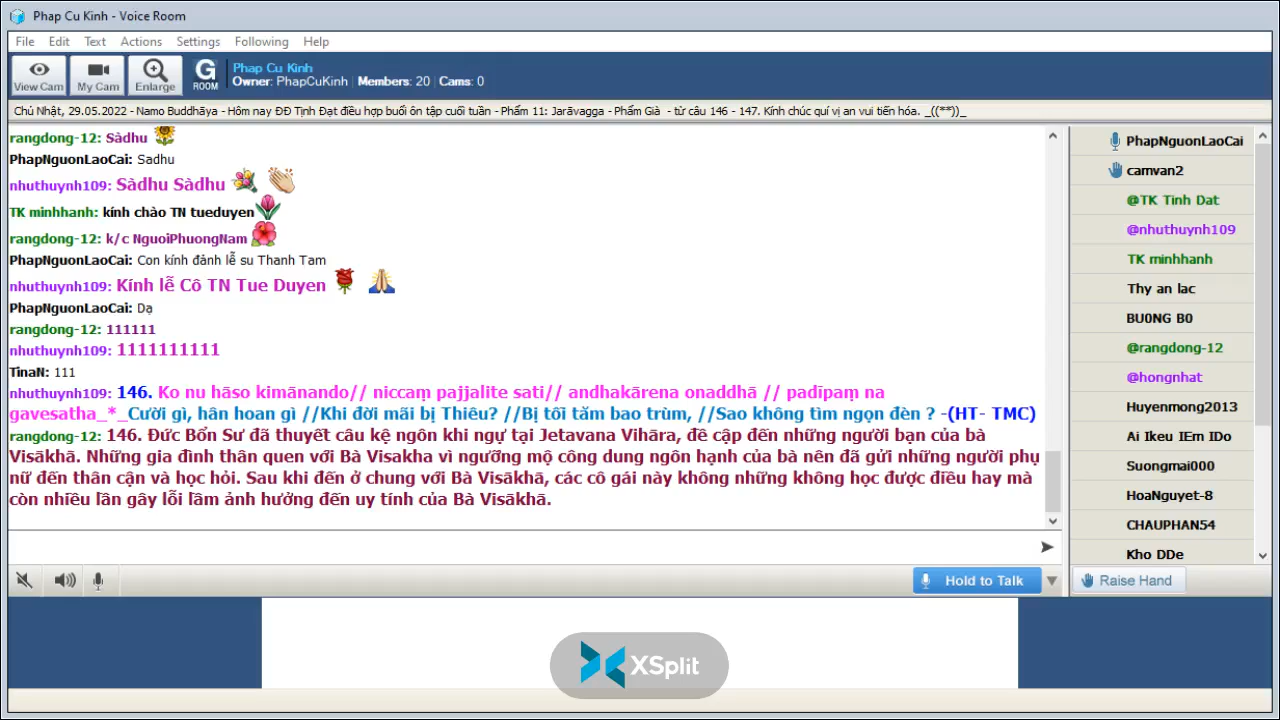 Phap Cu Kinh - Voice Room
File Edit Text Actions Settings Following Help
View Cam My Cam Enlarge G ROOM
Phap Cu Kinh
Owner: PhapCuKinh | Members: 20 | Cams: 0
Chủ Nhật, 29.05.2022 - Namo Buddhāya - Hôm nay ĐĐ Tịnh Đạt điều hợp buổi ôn tập cuối tuần - Phẩm 11: Jarāvagga - Phẩm Già - từ câu 146 - 147. Kính chúc quí vị an vui tiến hóa. _((**))_
rangdong-12: Sàdhu
PhapNguonLaoCai: Sadhu
nhuthuynh109: Sàdhu Sàdhu
TK minhhanh: kính chào TN tueduyen
rangdong-12: k/c NguoiPhuongNam
PhapNguonLaoCai: Con kính đảnh lễ su Thanh Tam
nhuthuynh109: Kính lễ Cô TN Tue Duyen
PhapNguonLaoCai: Dạ
rangdong-12: 111111
nhuthuynh109: 1111111111
TinaN: 111
nhuthuynh109: 146. Ko nu hāso kimānando// niccaṃ pajjalite sati// andhakārena onaddhā // padīpaṃ na
gavesatha_*_Cười gì, hân hoan gì //Khi đời mãi bị Thiêu? //Bị tối tăm bao trùm, //Sao không tìm ngọn đèn ? -(HT- TMC)
rangdong-12: 146. Đức Bổn Sư đã thuyết câu kệ ngôn khi ngự tại Jetavana Vihāra, đề cập đến những người bạn của bà
Visākhā. Những gia đình thân quen với Bà Visakha vì ngưỡng mộ công dung ngôn hạnh của bà nên đã gửi những người phụ
nữ đến thân cận và học hỏi. Sau khi đến ở chung với Bà Visākhā, các cô gái này không những không học được điều hay mà
còn nhiều lần gây lỗi lầm ảnh hưởng đến uy tính của Bà Visākhā.
PhapNguonLaoCai
camvan2
@TK Tinh Dat
@nhuthuynh109
TK minhhanh
Thy an lac
BU0NG B0
@rangdong-12
@hongnhat
Huyenmong2013
Ai Ikeu IEm IDo
Suongmai000
HoaNguyet-8
CHAUPHAN54
Kho DDe
Hold to Talk
Raise Hand
XSplit